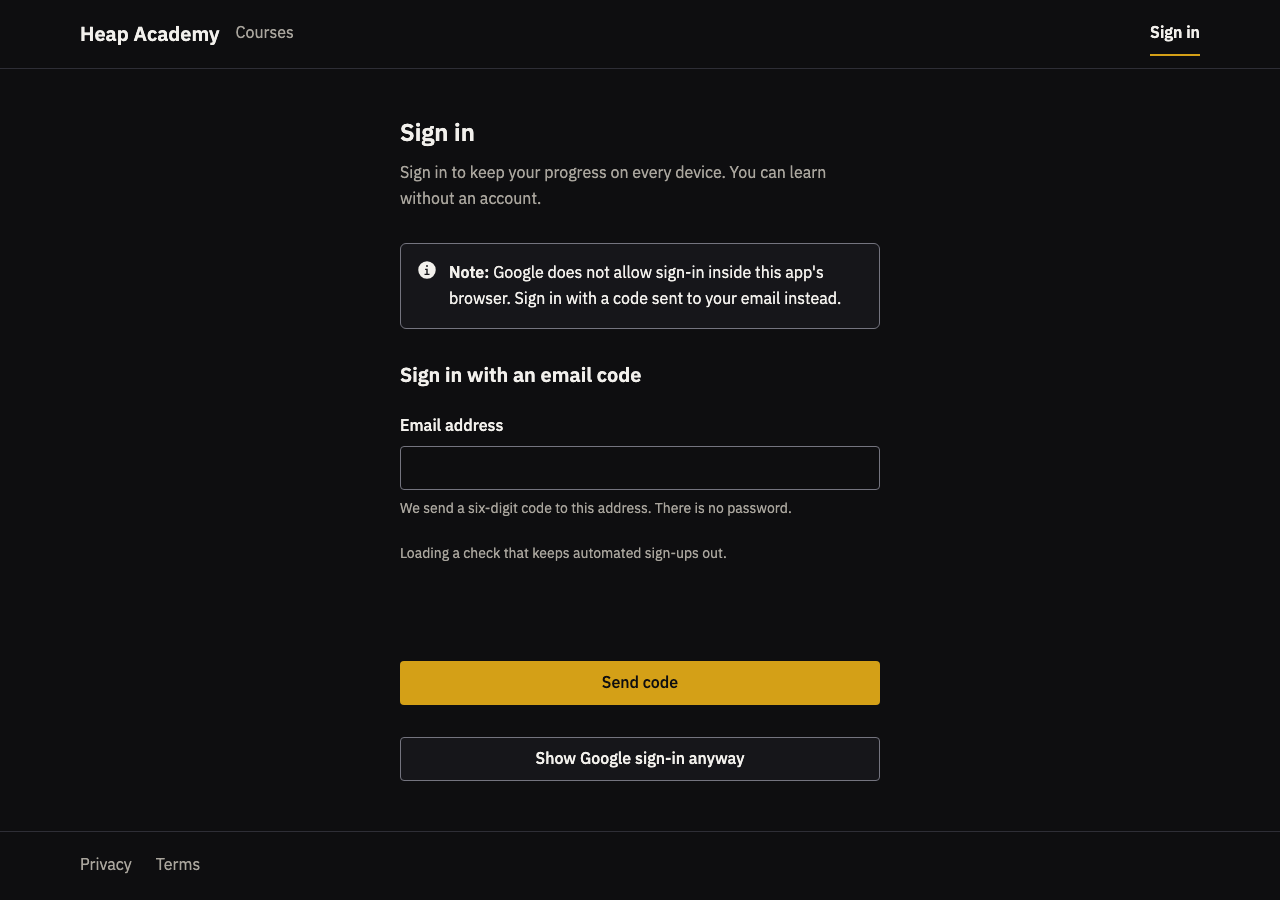 Heap Academy
Courses
Sign in
Sign in
Sign in to keep your progress on every device. You can learn
without an account.
Note: Google does not allow sign-in inside this app's
browser. Sign in with a code sent to your email instead.
Sign in with an email code
Email address
We send a six-digit code to this address. There is no password.
Loading a check that keeps automated sign-ups out.
Send code
Show Google sign-in anyway
Privacy
Terms